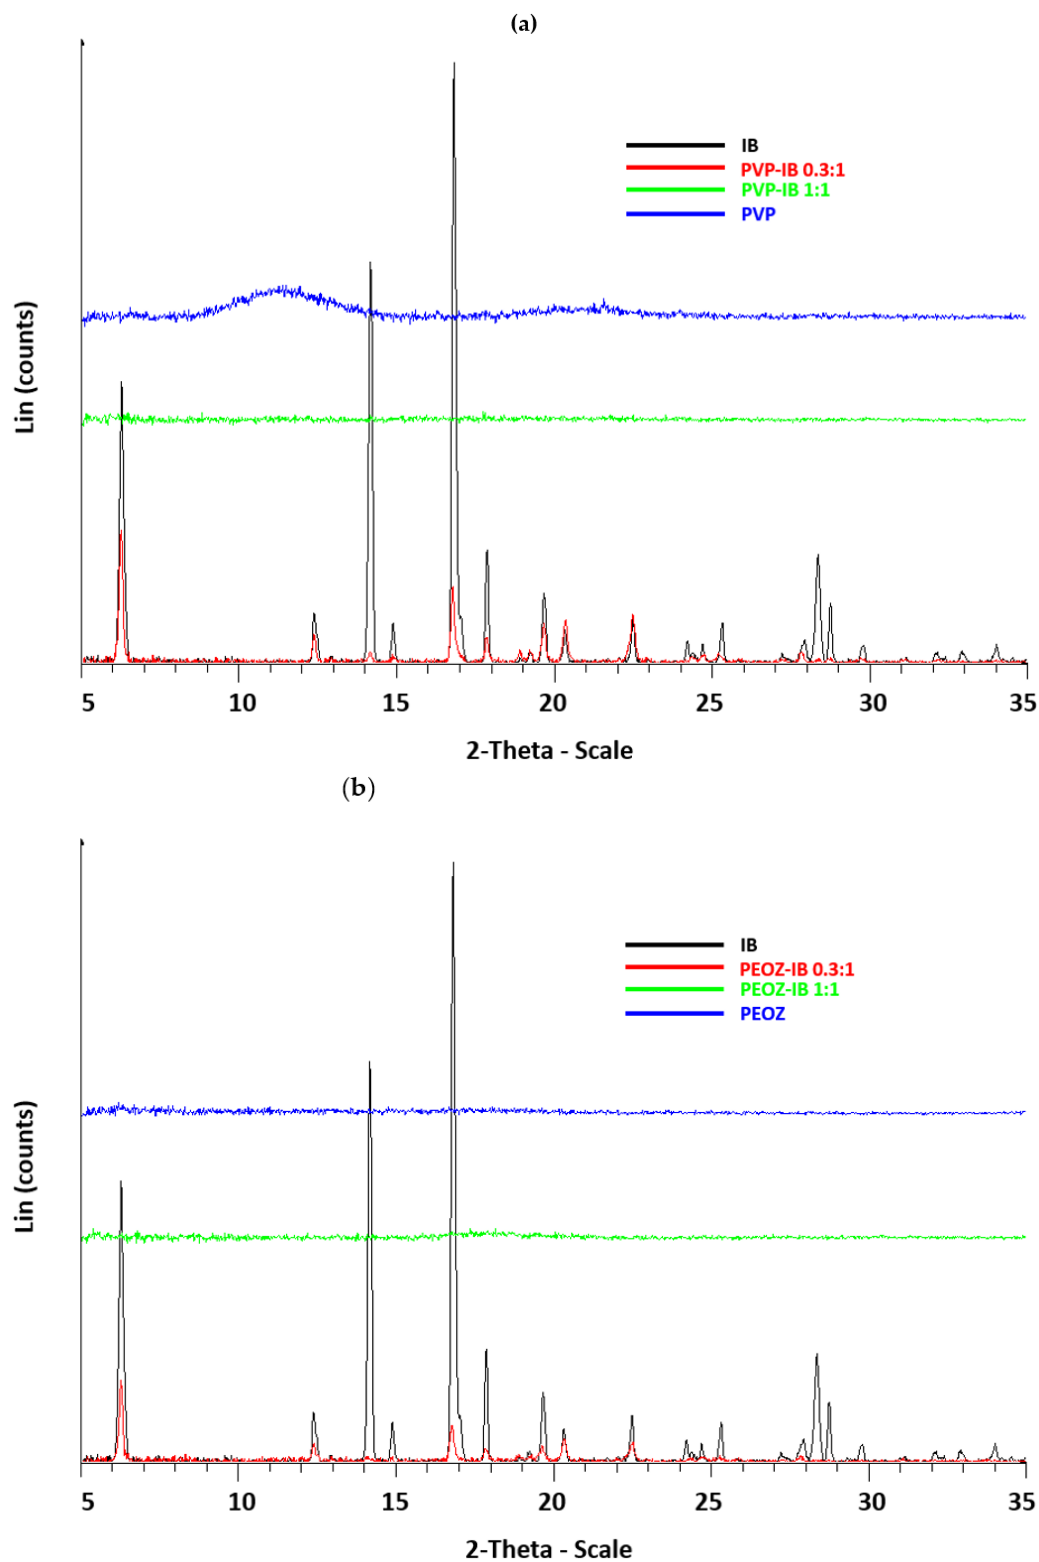 (a)
IB
PVP-IB 0.3:1
PVP-IB 1:1
PVP
Lin (counts)
5 10 15 20 25 30 35
2-Theta - Scale
(b)
IB
PEOZ-IB 0.3:1
PEOZ-IB 1:1
PEOZ
Lin (counts)
5 10 15 20 25 30 35
2-Theta - Scale